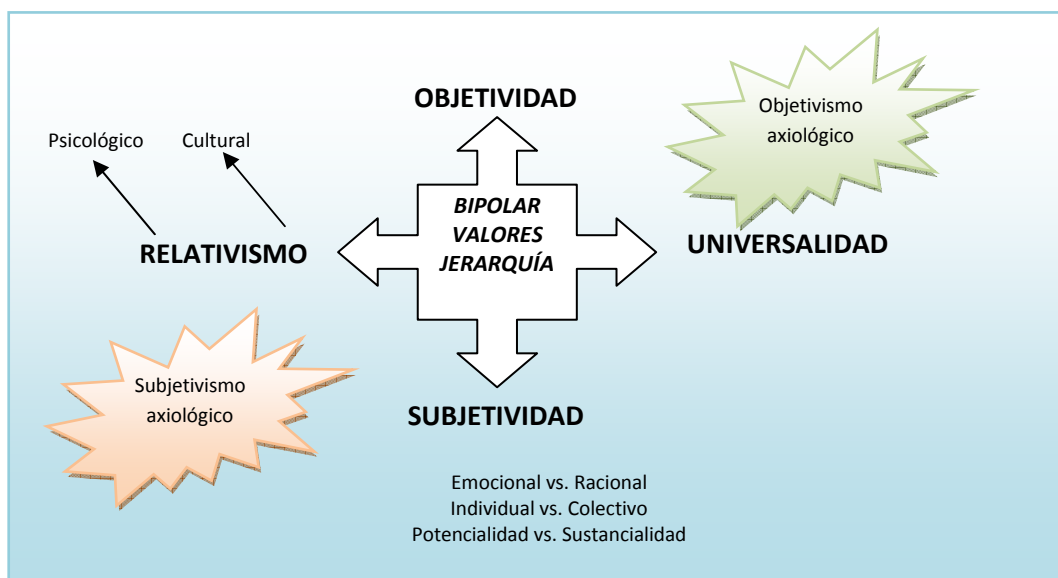 OBJETIVIDAD
Objetivismo
axiológico
Psicológico
Cultural
BIPOLAR
VALORES
JERARQUÍA
RELATIVISMO
UNIVERSALIDAD
Subjetivismo
axiológico
SUBJETIVIDAD
Emocional vs. Racional
Individual vs. Colectivo
Potencialidad vs. Sustancialidad